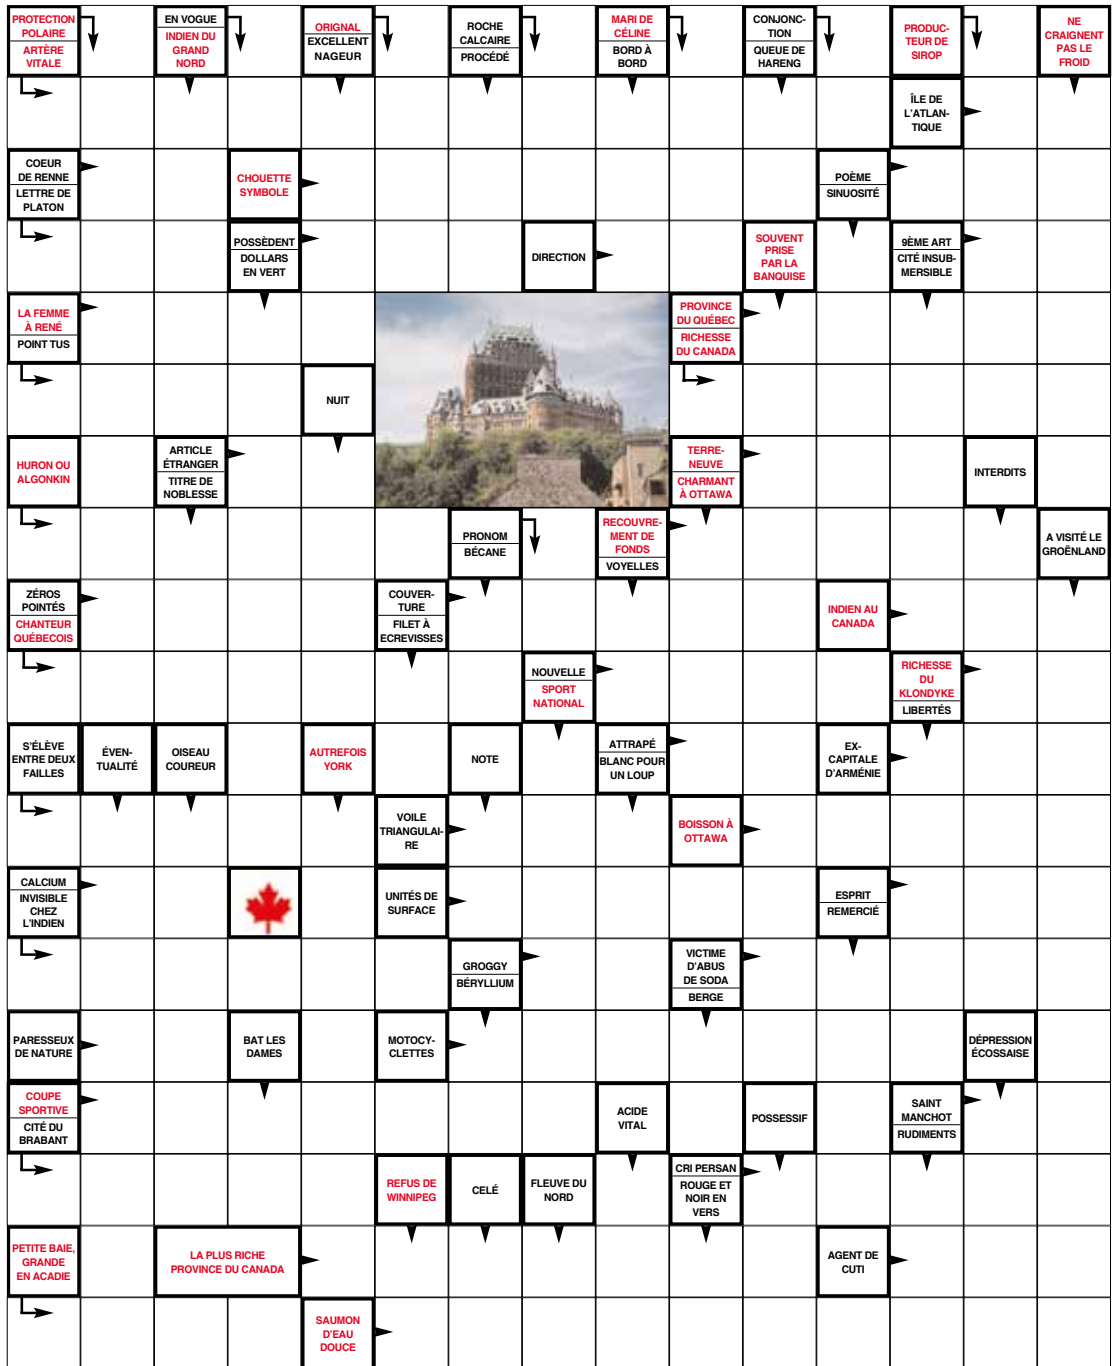 PROTECTION
POLAIRE
ARTÈRE
VITALE
EN VOGUE
INDIEN DU
GRAND
NORD
ORIGNAL
EXCELLENT
NAGEUR
ROCHE
CALCAIRE
PROCÉDÉ
MARI DE
CÉLINE
BORD À
BORD
CONJONC-
TION
QUEUE DE
HARENG
PRODUC-
TEUR DE
SIROP
NE
CRAIGNENT
PAS LE
FROID
ÎLE DE
L'ATLAN-
TIQUE
COEUR
DE RENNE
LETTRE DE
PLATON
CHOUETTE
SYMBOLE
POÈME
SINUOSITÉ
POSSÈDENT
DOLLARS
EN VERT
DIRECTION
SOUVENT
PRISE
PAR LA
BANQUISE
9ÈME ART
CITÉ INSUB-
MERSIBLE
LA FEMME
À RENÉ
POINT TUS
PROVINCE
DU QUÉBEC
RICHESSE
DU CANADA
NUIT
HURON OU
ALGONKIN
ARTICLE
ÉTRANGER
TITRE DE
NOBLESSE
TERRE-
NEUVE
CHARMANT
À OTTAWA
INTERDITS
PRONOM
BÉCANE
RECOUVRE-
MENT DE
FONDS
VOYELLES
A VISITÉ LE
GROËNLAND
ZÉROS
POINTÉS
CHANTEUR
QUÉBECOIS
COUVER-
TURE
FILET À
ECREVISSES
INDIEN AU
CANADA
NOUVELLE
SPORT
NATIONAL
RICHESSE
DU
KLONDYKE
LIBERTÉS
S'ÉLÈVE
ENTRE DEUX
FAILLES
ÉVEN-
TUALITÉ
OISEAU
COUREUR
AUTREFOIS
YORK
NOTE
ATTRAPÉ
BLANC POUR
UN LOUP
EX-
CAPITALE
D'ARMÉNIE
VOILE
TRIANGULAI-
RE
BOISSON À
OTTAWA
CALCIUM
INVISIBLE
CHEZ
L'INDIEN
UNITÉS DE
SURFACE
ESPRIT
REMERCIÉ
GROGGY
BÉRYLLIUM
VICTIME
D'ABUS
DE SODA
BERGE
PARESSEUX
DE NATURE
BAT LES
DAMES
MOTOCY-
CLETTES
DÉPRESSION
ÉCOSSAISE
COUPE
SPORTIVE
CITÉ DU
BRABANT
ACIDE
VITAL
POSSESSIF
SAINT
MANCHOT
RUDIMENTS
REFUS DE
WINNIPEG
CELÉ
FLEUVE DU
NORD
CRI PERSAN
ROUGE ET
NOIR EN
VERS
PETITE BAIE,
GRANDE
EN ACADIE
LA PLUS RICHE
PROVINCE DU CANADA
AGENT DE
CUTI
SAUMON
D'EAU
DOUCE